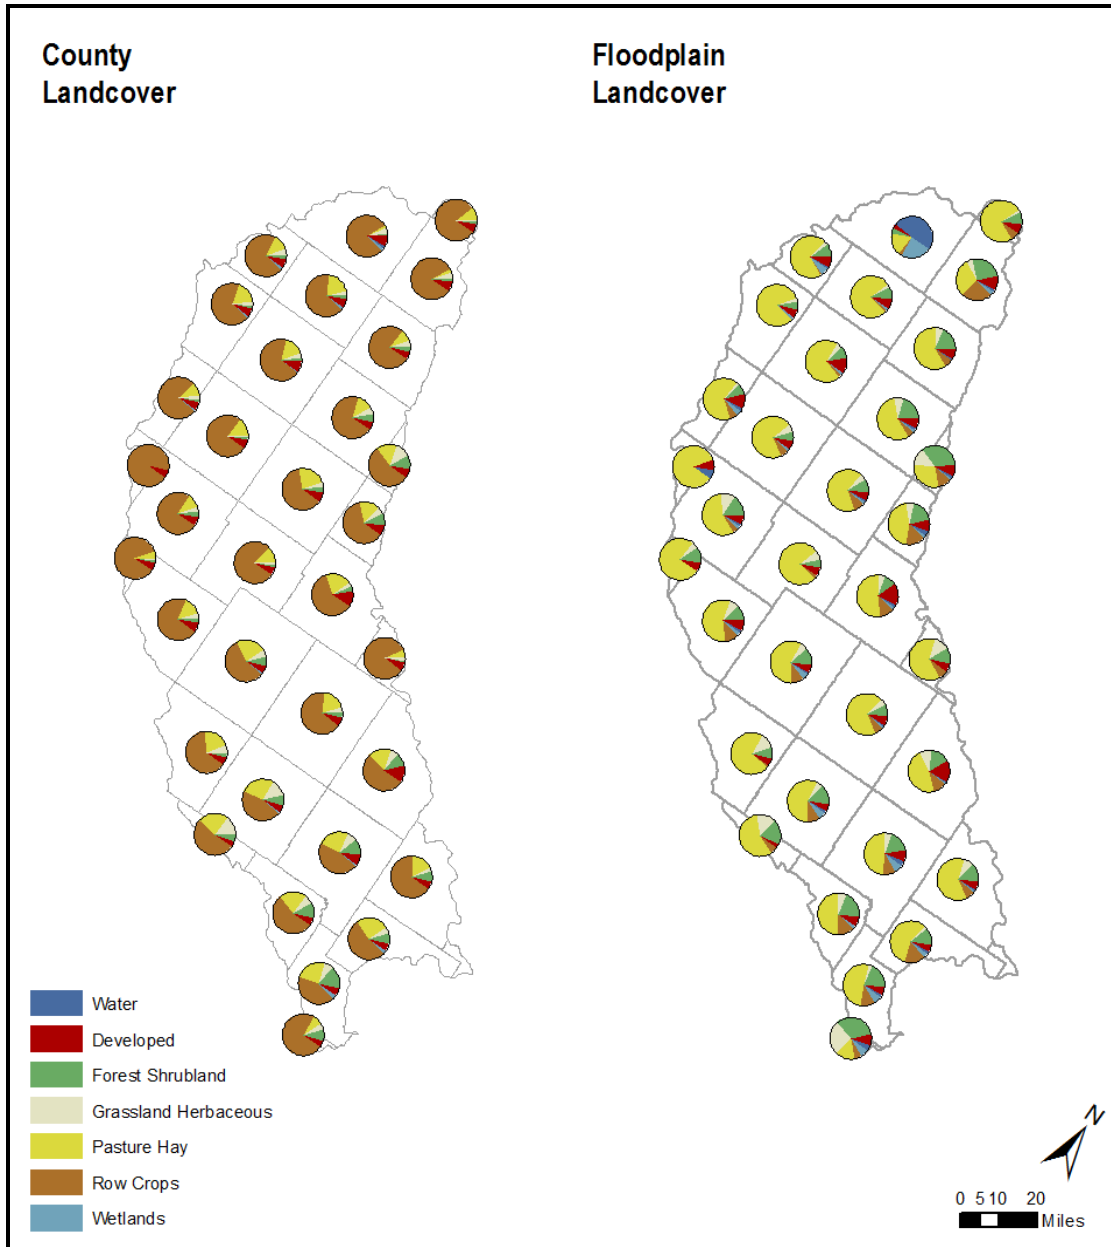 County
Landcover
Floodplain
Landcover
Water
Developed
Forest Shrubland
Grassland Herbaceous
Pasture Hay
Row Crops
Wetlands
N
0 5 10 20
Miles